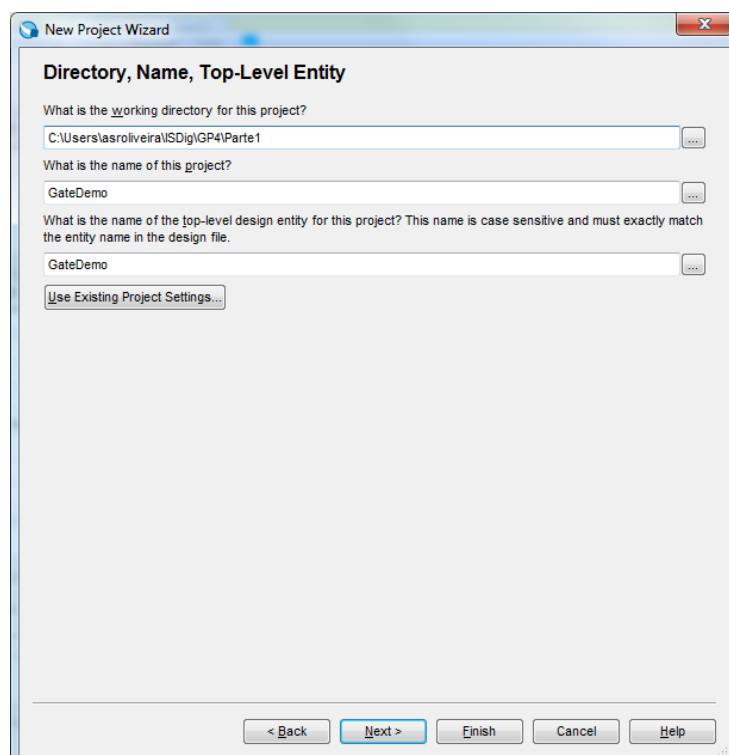 New Project Wizard
Directory, Name, Top-Level Entity
What is the working directory for this project?
C:\Users\asroliveira\ISDig\GP4\Parte1
...
What is the name of this project?
GateDemo
...
What is the name of the top-level design entity for this project? This name is case sensitive and must exactly match
the entity name in the design file.
GateDemo
...
Use Existing Project Settings...
< Back
Next >
Finish
Cancel
Help